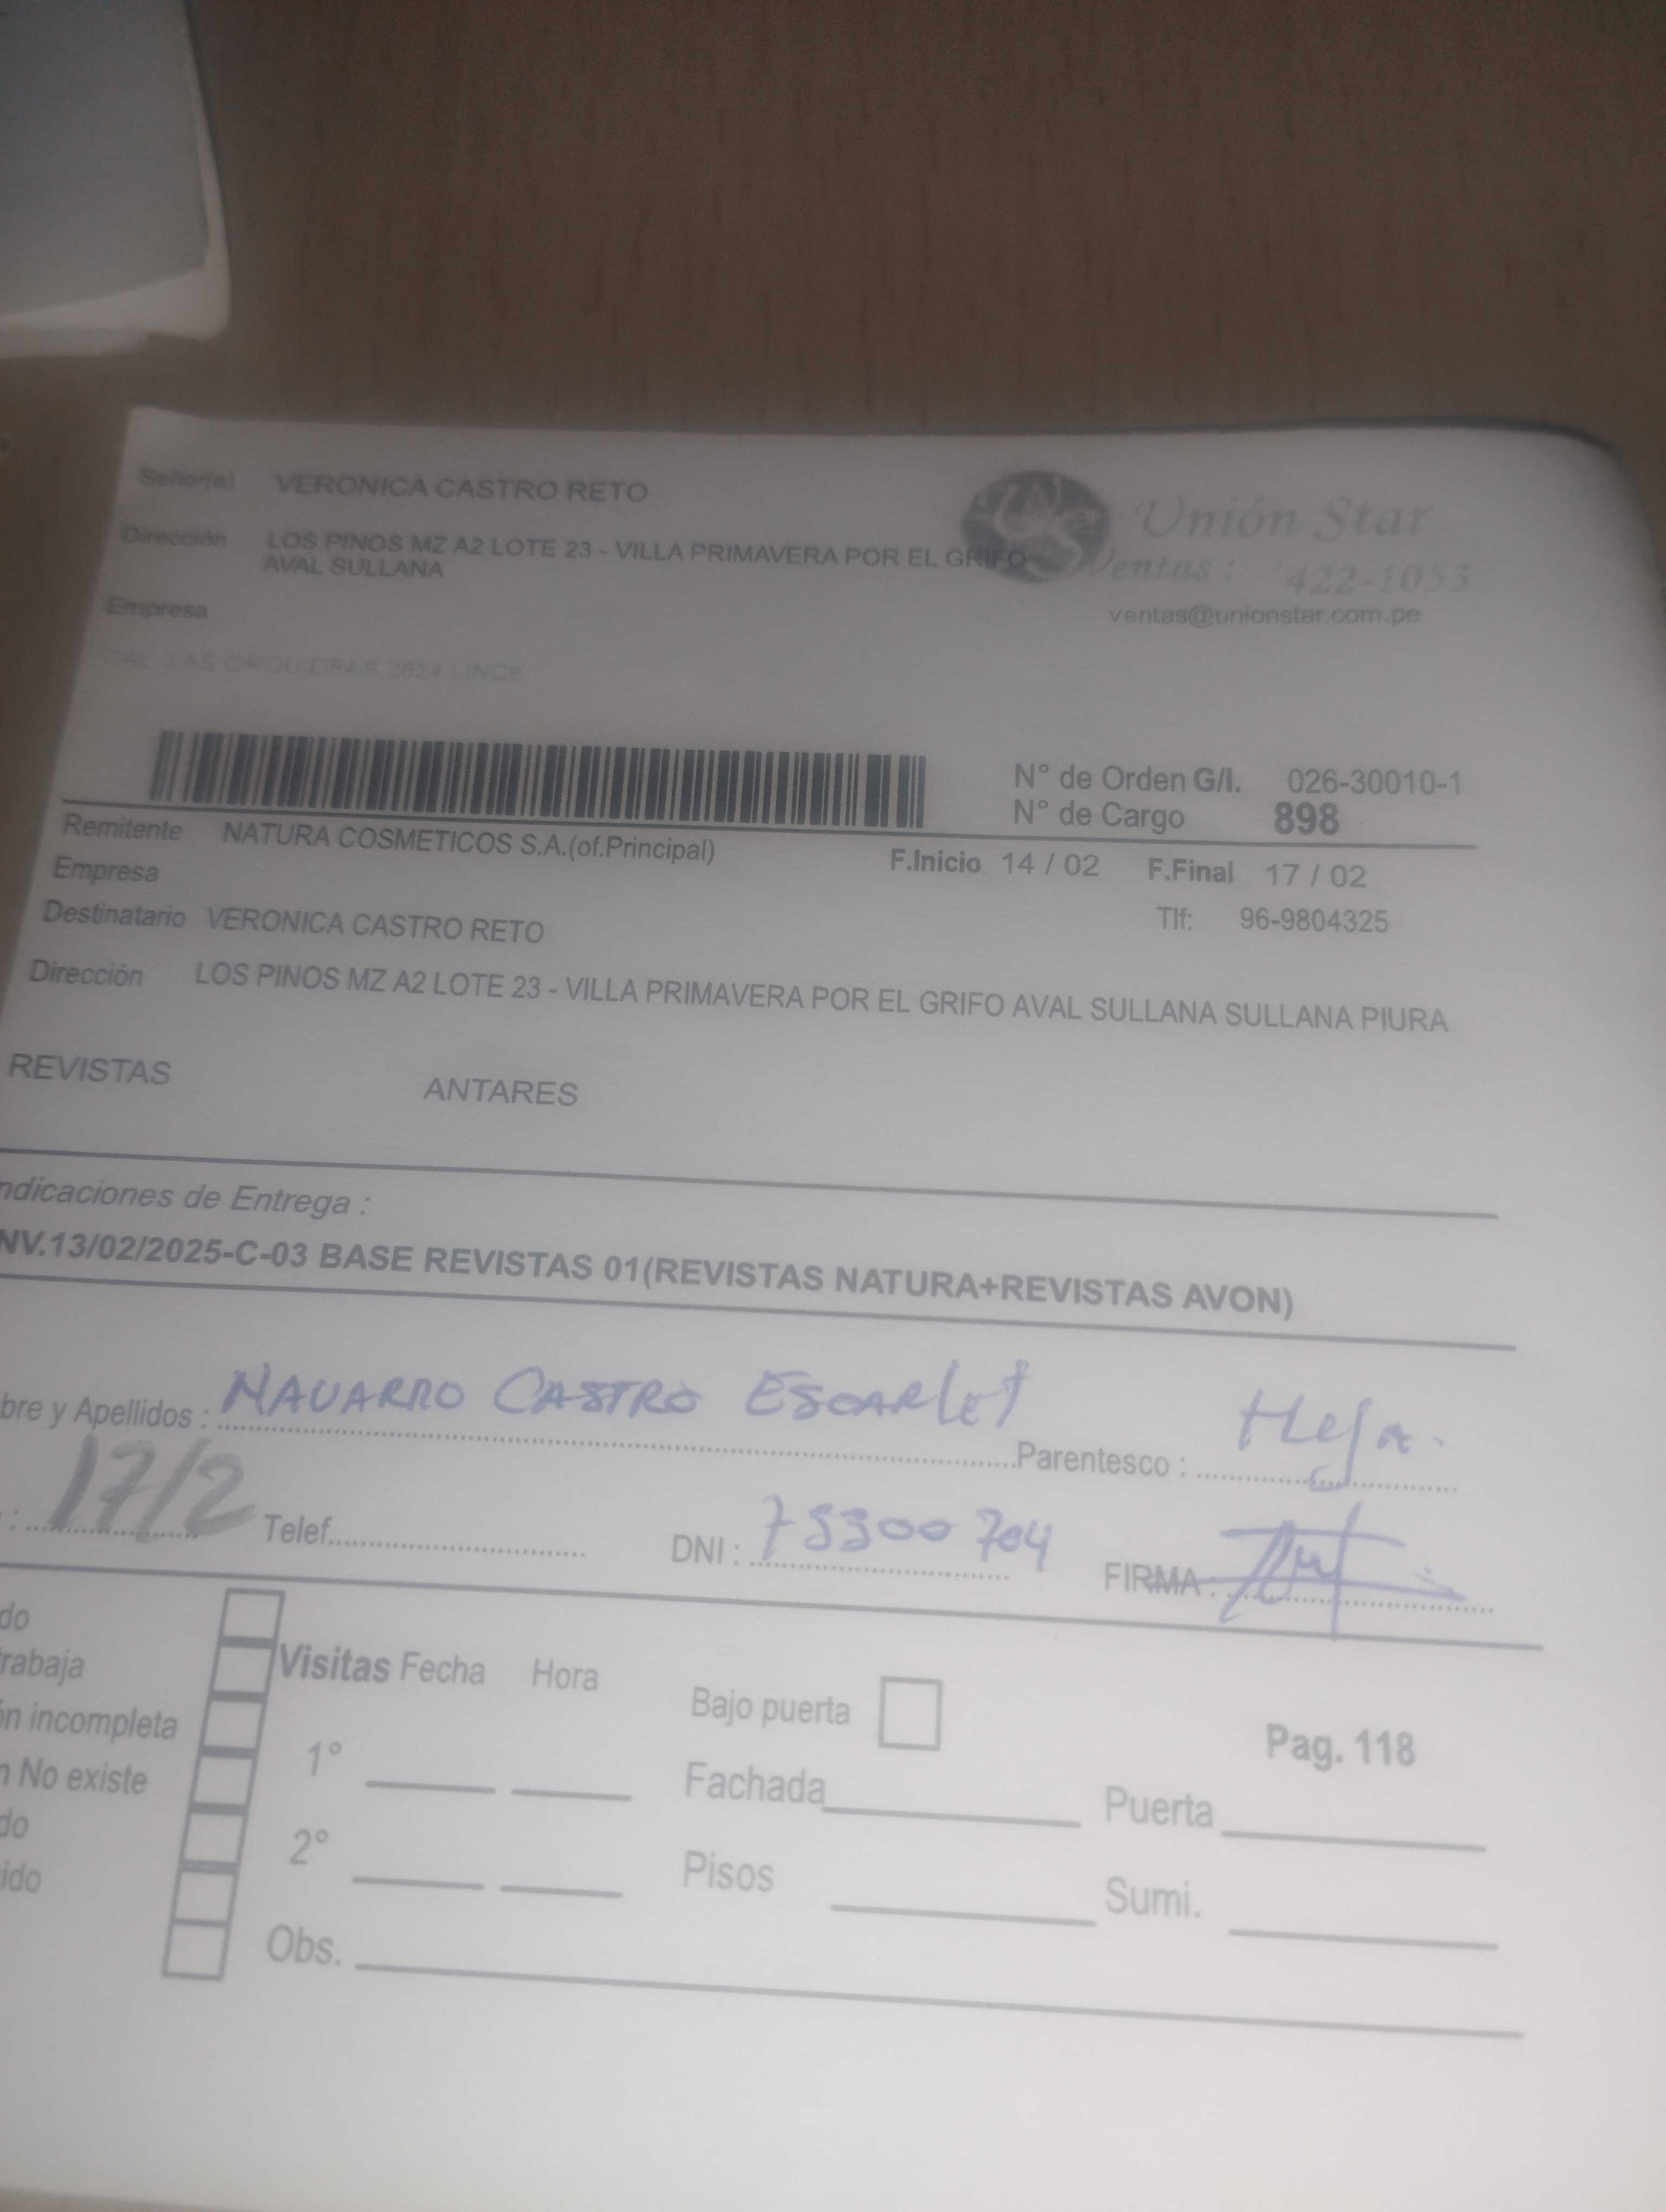 Señor(a) VERONICA CASTRO RETO
Unión Star
Dirección LOS PINOS MZ A2 LOTE 23 - VILLA PRIMAVERA POR EL GRIFO
AVAL SULLANA
Ventas : 422-1053
Empresa
ventas@unionstar.com.pe
CAL. LAS ORQUIDEAS 2624 LINCE
N° de Orden G/I. 026-30010-1
N° de Cargo 898
Remitente NATURA COSMETICOS S.A.(of.Principal)
F.Inicio 14 / 02 F.Final 17 / 02
Empresa
Destinatario VERONICA CASTRO RETO
Tlf: 96-9804325
Dirección LOS PINOS MZ A2 LOTE 23 - VILLA PRIMAVERA POR EL GRIFO AVAL SULLANA SULLANA PIURA
REVISTAS ANTARES
ndicaciones de Entrega :
NV.13/02/2025-C-03 BASE REVISTAS 01(REVISTAS NATURA+REVISTAS AVON)
bre y Apellidos : NAVARRO CASTRO ESCARLET Parentesco : Hija.
: 17/2 Telef. DNI : 75300704 FIRMA :
do
rabaja
Visitas Fecha Hora
ón incompleta
Bajo puerta
Pag. 118
n No existe
1°
Fachada Puerta
do
2°
Pisos Sumi.
ido
Obs.